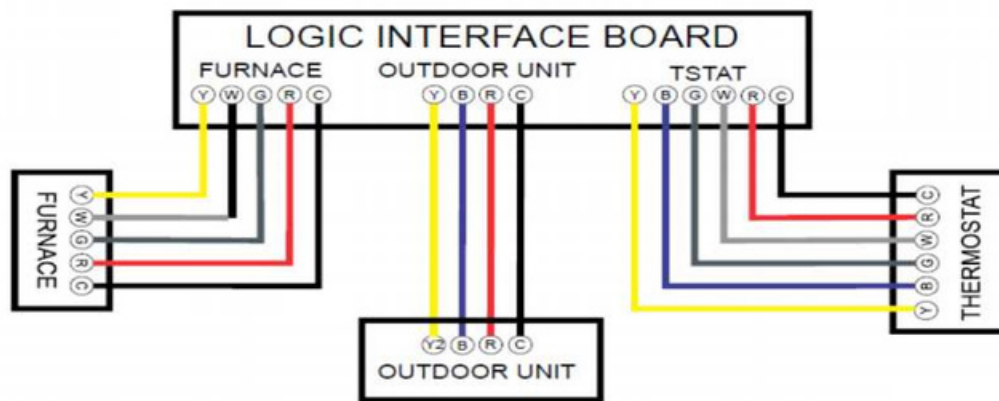 LOGIC INTERFACE BOARD
FURNACE
OUTDOOR UNIT
TSTAT
Y W G R C
Y B R C
Y B G W R C
FURNACE
Y
W
G
R
C
Y2 B R C
OUTDOOR UNIT
C
R
W
G
B
Y
THERMOSTAT